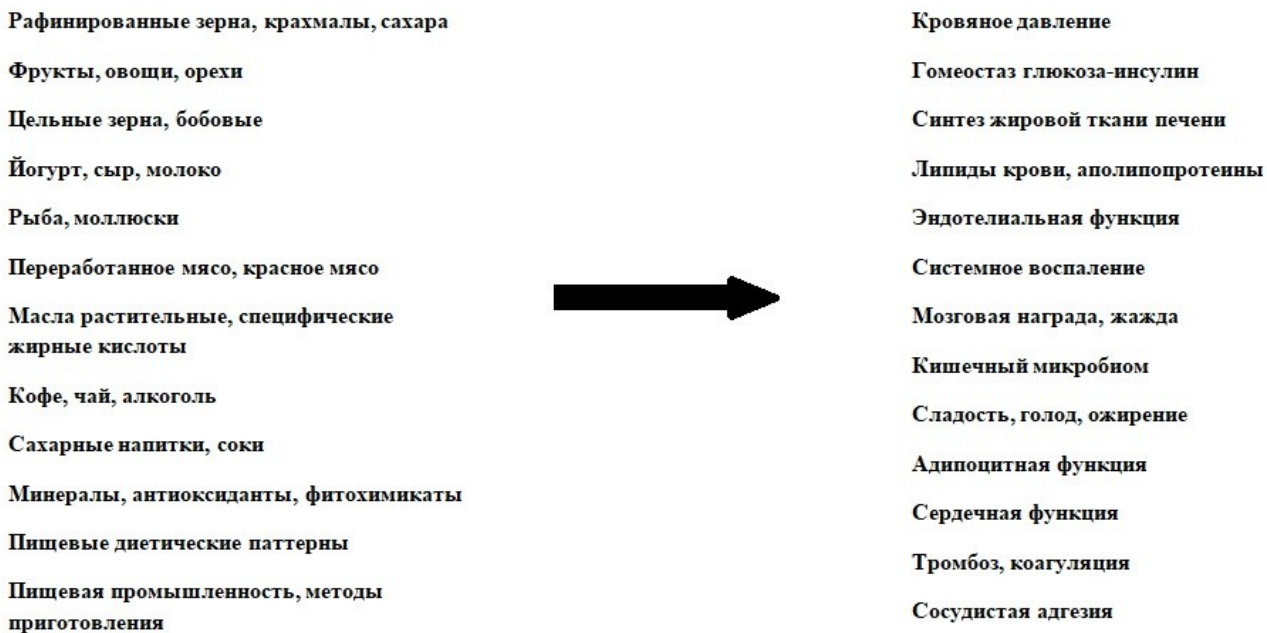 Рафинированные зерна, крахмалы, сахара
Фрукты, овощи, орехи
Цельные зерна, бобовые
Йогурт, сыр, молоко
Рыба, моллюски
Переработанное мясо, красное мясо
Масла растительные, специфические
жирные кислоты
Кофе, чай, алкоголь
Сахарные напитки, соки
Минералы, антиоксиданты, фитохимикаты
Пищевые диетические паттерны
Пищевая промышленность, методы
приготовления
Кровяное давление
Гомеостаз глюкоза-инсулин
Синтез жировой ткани печени
Липиды крови, аполипопротеины
Эндотелиальная функция
Системное воспаление
Мозговая награда, жажда
Кишечный микробиом
Сладость, голод, ожирение
Адипоцитная функция
Сердечная функция
Тромбоз, коагуляция
Сосудистая адгезия